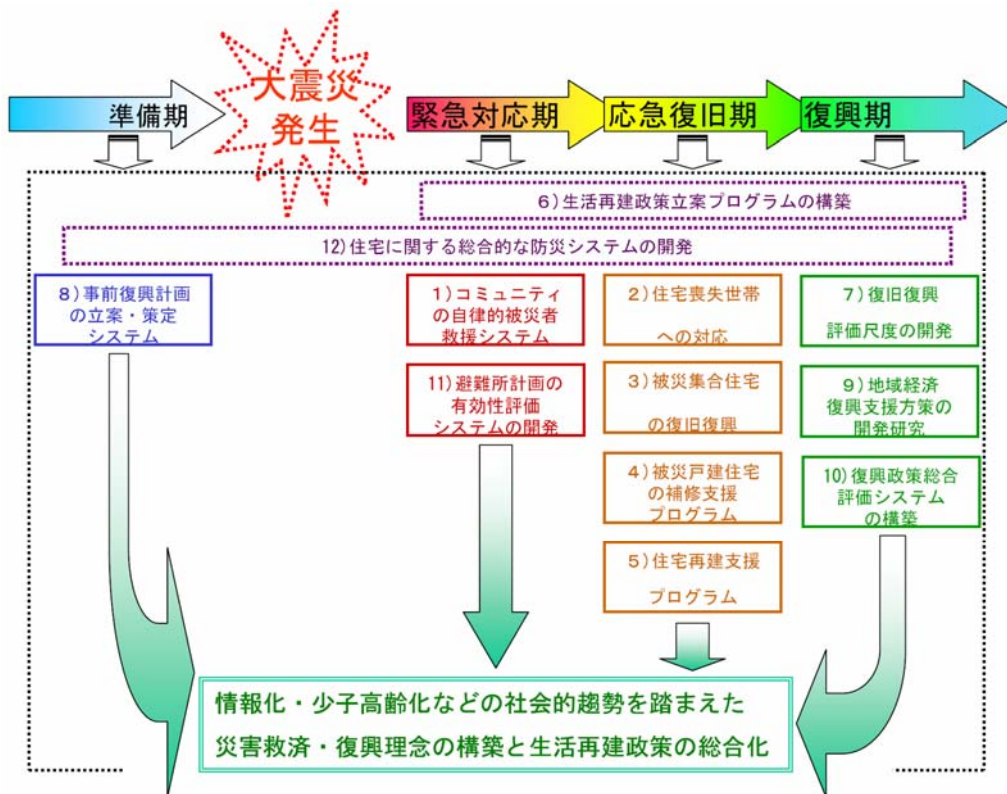 準備期
大震災
発生
緊急対応期
応急復旧期
復興期
6）生活再建政策立案プログラムの構築
12）住宅に関する総合的な防災システムの開発
8）事前復興計画
の立案・策定
システム
1）コミュニティ
の自律的被災者
救援システム
11）避難所計画の
有効性評価
システムの開発
2）住宅喪失世帯
への対応
3）被災集合住宅
の復旧復興
4）被災戸建住宅
の補修支援
プログラム
5）住宅再建支援
プログラム
7）復旧復興
評価尺度の開発
9）地域経済
復興支援方策の
開発研究
10）復興政策総合
評価システム
の構築
情報化・少子高齢化などの社会的趨勢を踏まえた
災害救済・復興理念の構築と生活再建政策の総合化